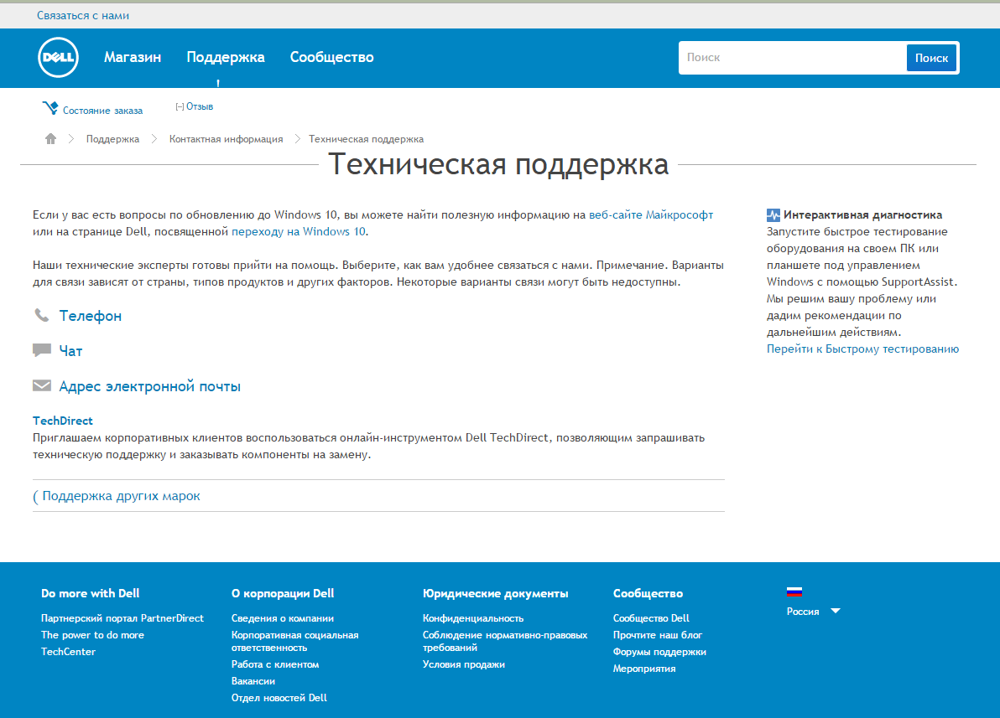 Связаться с нами
DELL
Магазин Поддержка Сообщество
Поиск Поиск
Состояние заказа [-] Отзыв
Поддержка Контактная информация Техническая поддержка
Техническая поддержка
Если у вас есть вопросы по обновлению до Windows 10, вы можете найти полезную информацию на веб-сайте Майкрософт
или на странице Dell, посвященной переходу на Windows 10.
Наши технические эксперты готовы прийти на помощь. Выберите, как вам удобнее связаться с нами. Примечание. Варианты
для связи зависят от страны, типов продуктов и других факторов. Некоторые варианты связи могут быть недоступны.
Телефон
Чат
Адрес электронной почты
TechDirect
Приглашаем корпоративных клиентов воспользоваться онлайн-инструментом Dell TechDirect, позволяющим запрашивать
техническую поддержку и заказывать компоненты на замену.
( Поддержка других марок
Интерактивная диагностика
Запустите быстрое тестирование
оборудования на своем ПК или
планшете под управлением
Windows с помощью SupportAssist.
Мы решим вашу проблему или
дадим рекомендации по
дальнейшим действиям.
Перейти к Быстрому тестированию
Do more with Dell
Партнерский портал PartnerDirect
The power to do more
TechCenter
О корпорации Dell
Сведения о компании
Корпоративная социальная
ответственность
Работа с клиентом
Вакансии
Отдел новостей Dell
Юридические документы
Конфиденциальность
Соблюдение нормативно-правовых
требований
Условия продажи
Сообщество
Сообщество Dell
Прочтите наш блог
Форумы поддержки
Мероприятия
Россия